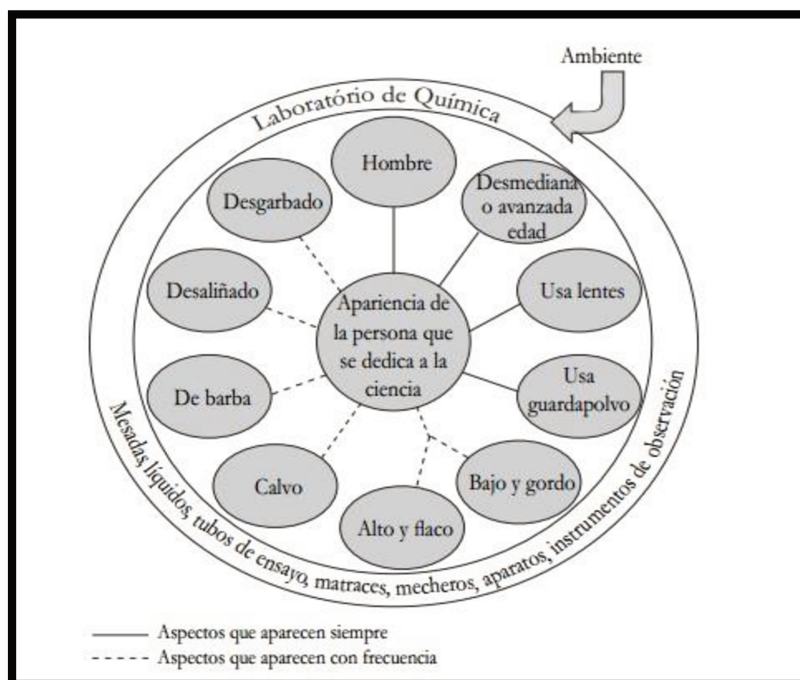 Ambiente
Laboratório de Química
Hombre
Desgarbado
Desmediana
o avanzada
edad
Desaliñado
Usa lentes
Apariencia de
la persona que
se dedica a la
ciencia
De barba
Usa
guardapolvo
Calvo
Bajo y gordo
Alto y flaco
Mesadas, líquidos, tubos de ensayo, matraces, mecheros, aparatos, instrumentos de observación
Aspectos que aparecen siempre
Aspectos que aparecen con frecuencia